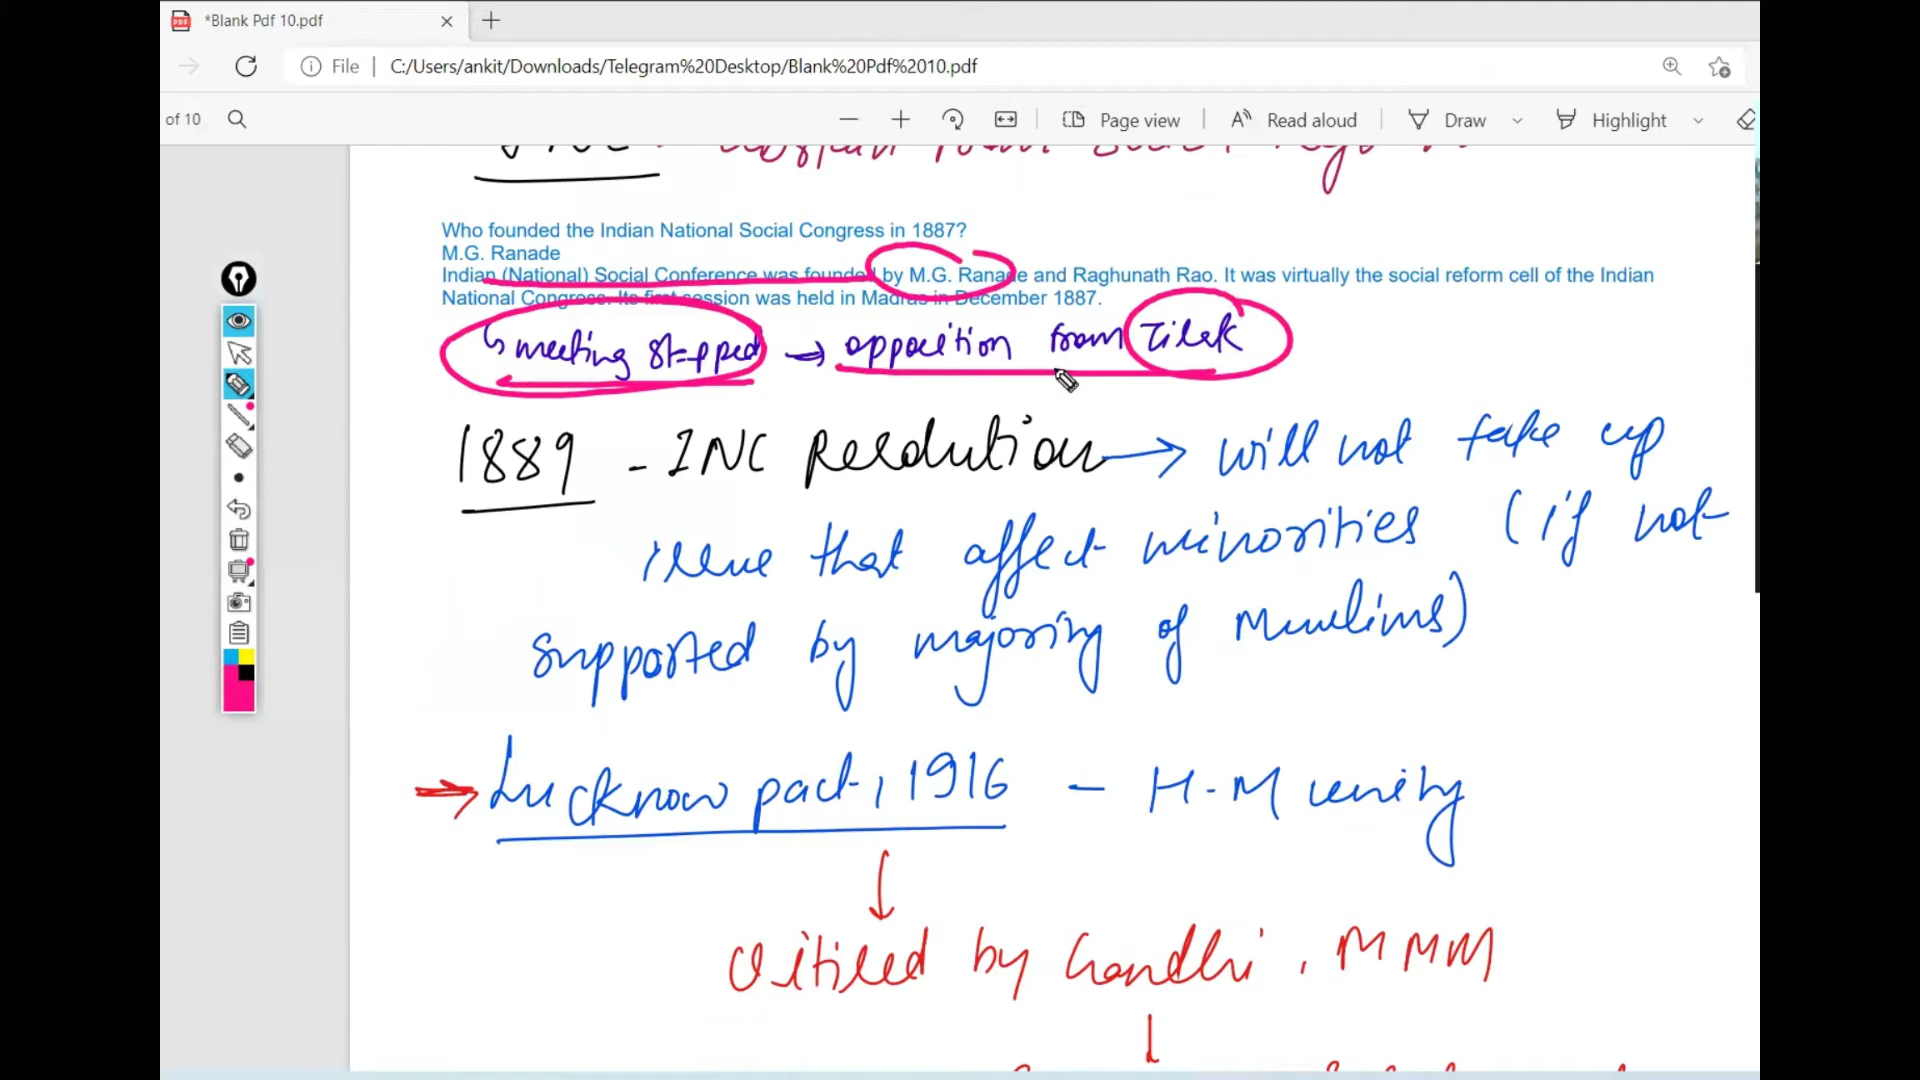 *Blank Pdf 10.pdf
File C:/Users/ankit/Downloads/Telegram%20Desktop/Blank%20Pdf%2010.pdf
of 10 Page view Read aloud Draw Highlight
Who founded the Indian National Social Congress in 1887?
M.G. Ranade
Indian (National) Social Conference was founded by M.G. Ranade and Raghunath Rao. It was virtually the social reform cell of the Indian
National Congress. Its first session was held in Madras in December 1887.
meeting stopped → opposition from Tilak
1889 - INC Resolution → will not take up
issue that affect minorities (if not
supported by majority of Muslims)
→ Lucknow pact, 1916 - H-M unity
↓
Critised by Gandhi, MMM